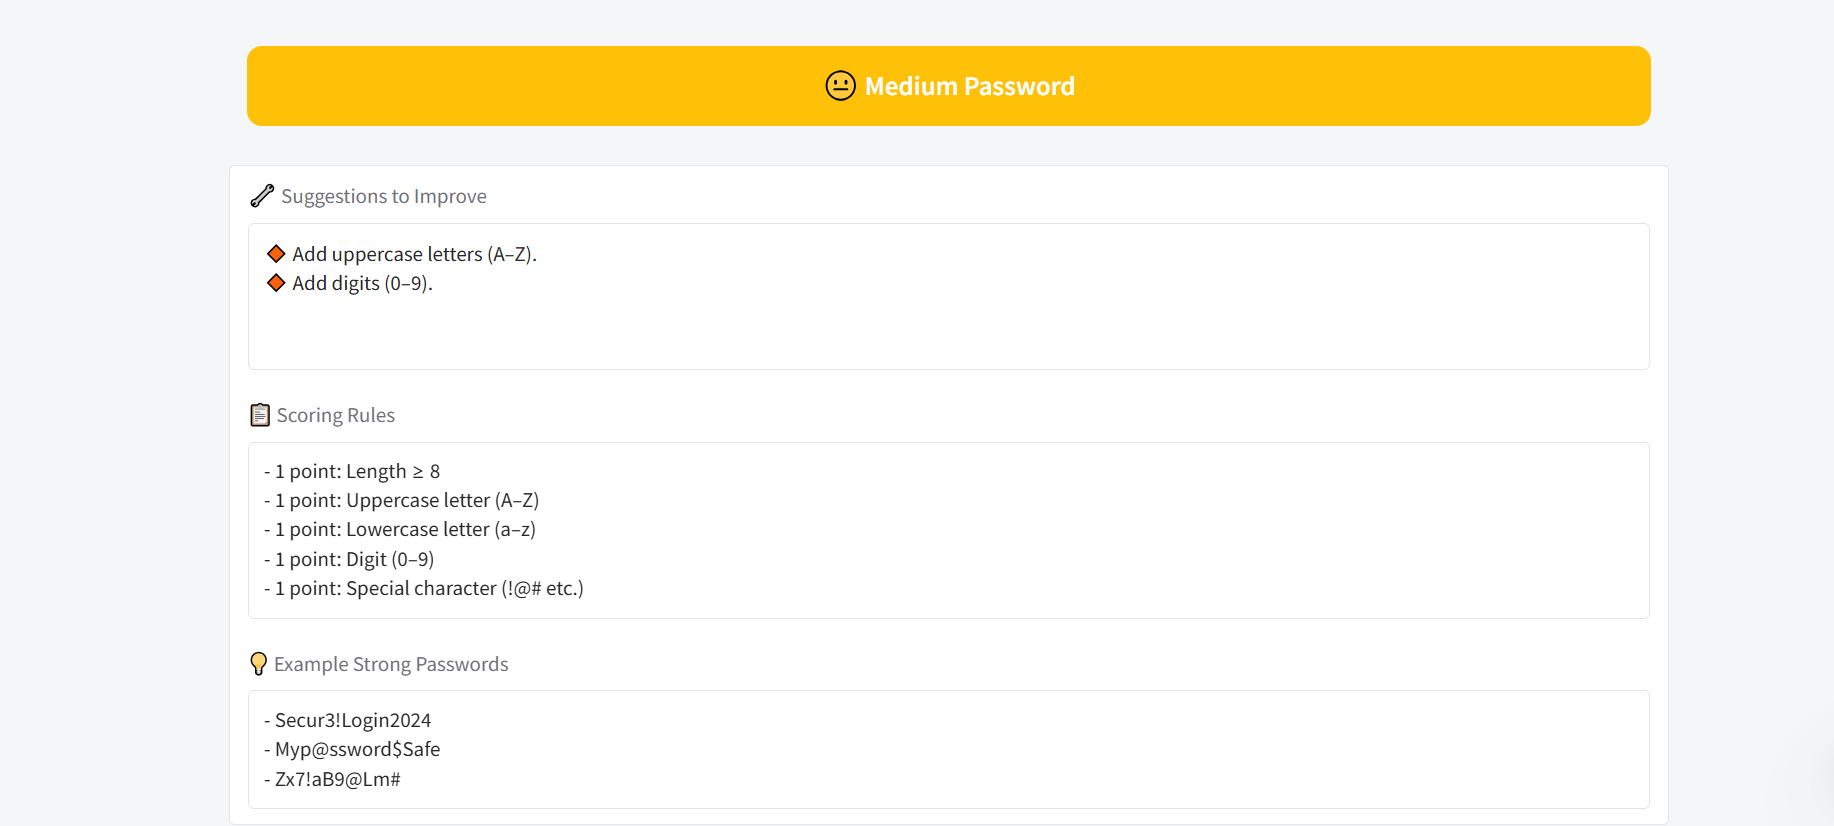 Medium Password
Suggestions to Improve
Add uppercase letters (A–Z).
Add digits (0–9).
Scoring Rules
- 1 point: Length ≥ 8
- 1 point: Uppercase letter (A–Z)
- 1 point: Lowercase letter (a–z)
- 1 point: Digit (0–9)
- 1 point: Special character (!@# etc.)
Example Strong Passwords
- Secur3!Login2024
- Myp@ssword$Safe
- Zx7!aB9@Lm#